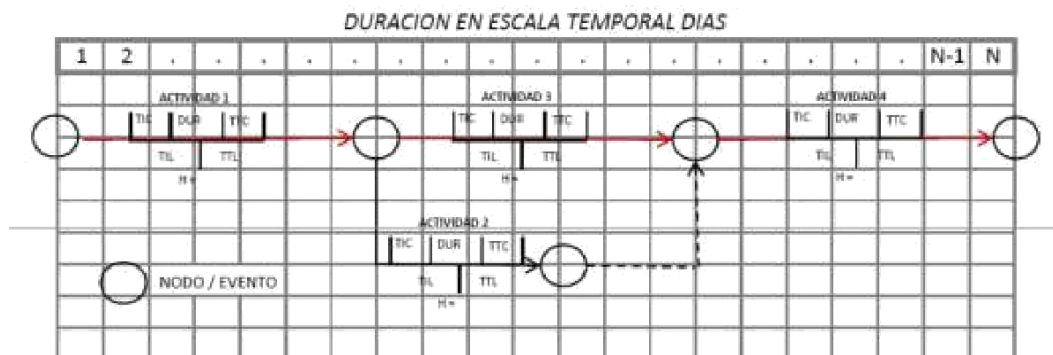 DURACION EN ESCALA TEMPORAL DIAS
1 2 . . . . . . . . . . . . . . . . . N-1 N
ACTIVIDAD 1 ACTIVIDAD 3 ACTIVIDAD 4
TIC DUR TTC TIC DUR TTC TIC DUR TTC
TIL TTL TIL TTL TIL TTL
H = H = H =
ACTIVIDAD 2
TIC DUR TTC
TIL TTL
NODO / EVENTO
H =